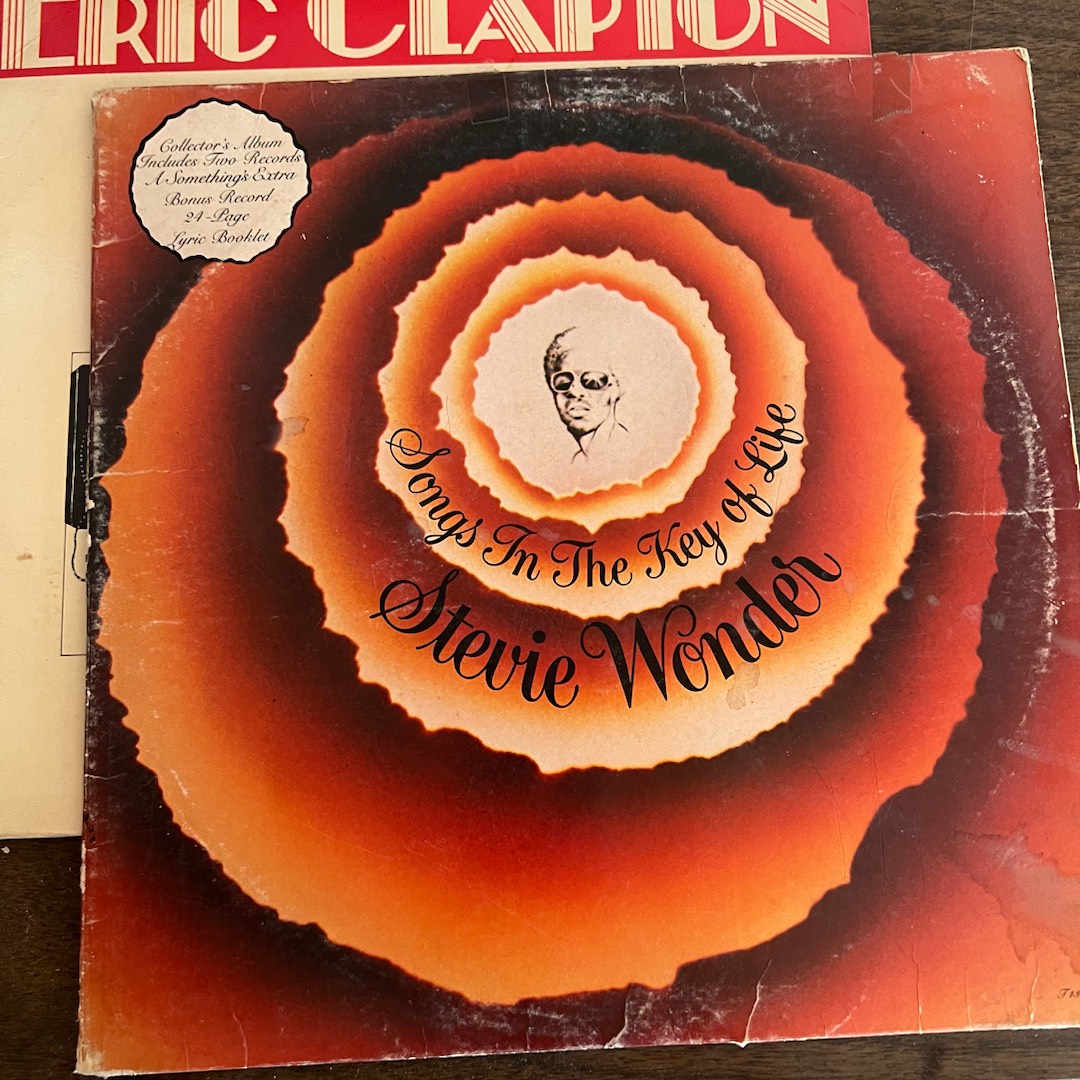 ERIC CLAPTON
Collector's Album
Includes Two Records
A Something's Extra
Bonus Record
24-Page
Lyric Booklet
Songs In The Key of Life
Stevie Wonder